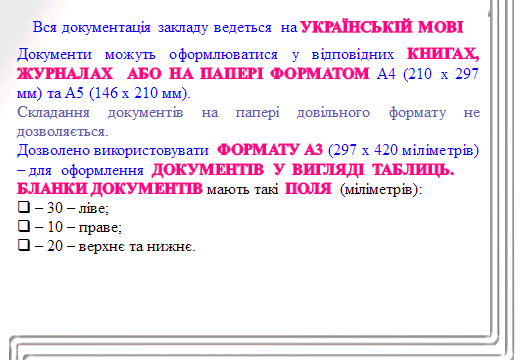 Вся документація закладу ведеться на УКРАЇНСЬКІЙ МОВІ
Документи можуть оформлюватися у відповідних КНИГАХ,
ЖУРНАЛАХ АБО НА ПАПЕРІ ФОРМАТОМ А4 (210 х 297
мм) та А5 (146 х 210 мм).
Складання документів на папері довільного формату не
дозволяється.
Дозволено використовувати ФОРМАТУ А3 (297 х 420 міліметрів)
– для оформлення ДОКУМЕНТІВ У ВИГЛЯДІ ТАБЛИЦЬ.
БЛАНКИ ДОКУМЕНТІВ мають такі ПОЛЯ (міліметрів):
❑ – 30 – ліве;
❑ – 10 – праве;
❑ – 20 – верхнє та нижнє.